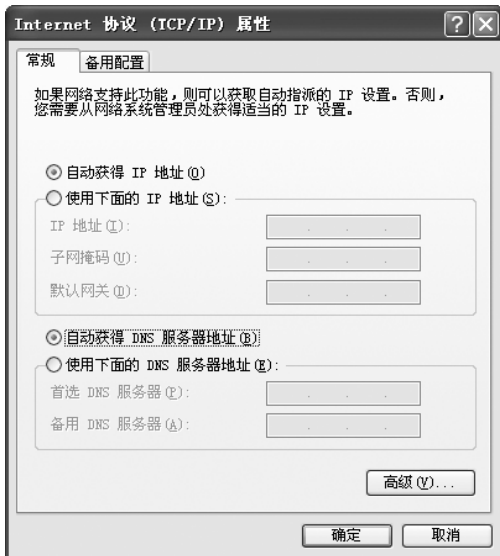 Internet 协议 (TCP/IP) 属性
常规 备用配置
如果网络支持此功能，则可以获取自动指派的 IP 设置。否则，
您需要从网络系统管理员处获得适当的 IP 设置。
自动获得 IP 地址(O)
使用下面的 IP 地址(S):
IP 地址(I):
子网掩码(U):
默认网关(D):
自动获得 DNS 服务器地址(B)
使用下面的 DNS 服务器地址(E):
首选 DNS 服务器(P):
备用 DNS 服务器(A):
高级(V)...
确定 取消